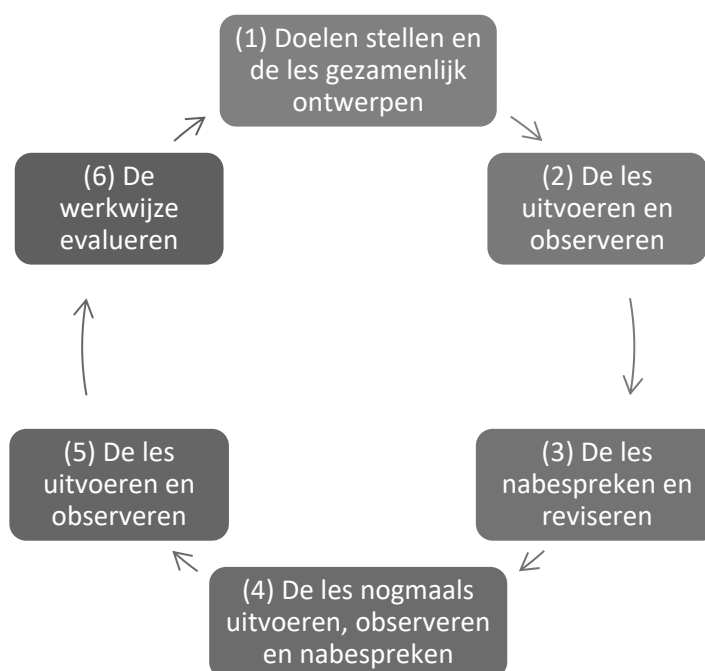 (1) Doelen stellen en
de les gezamenlijk
ontwerpen
(2) De les
uitvoeren en
observeren
(3) De les
nabespreken en
reviseren
(4) De les nogmaals
uitvoeren, observeren
en nabespreken
(5) De les
uitvoeren en
observeren
(6) De
werkwijze
evalueren